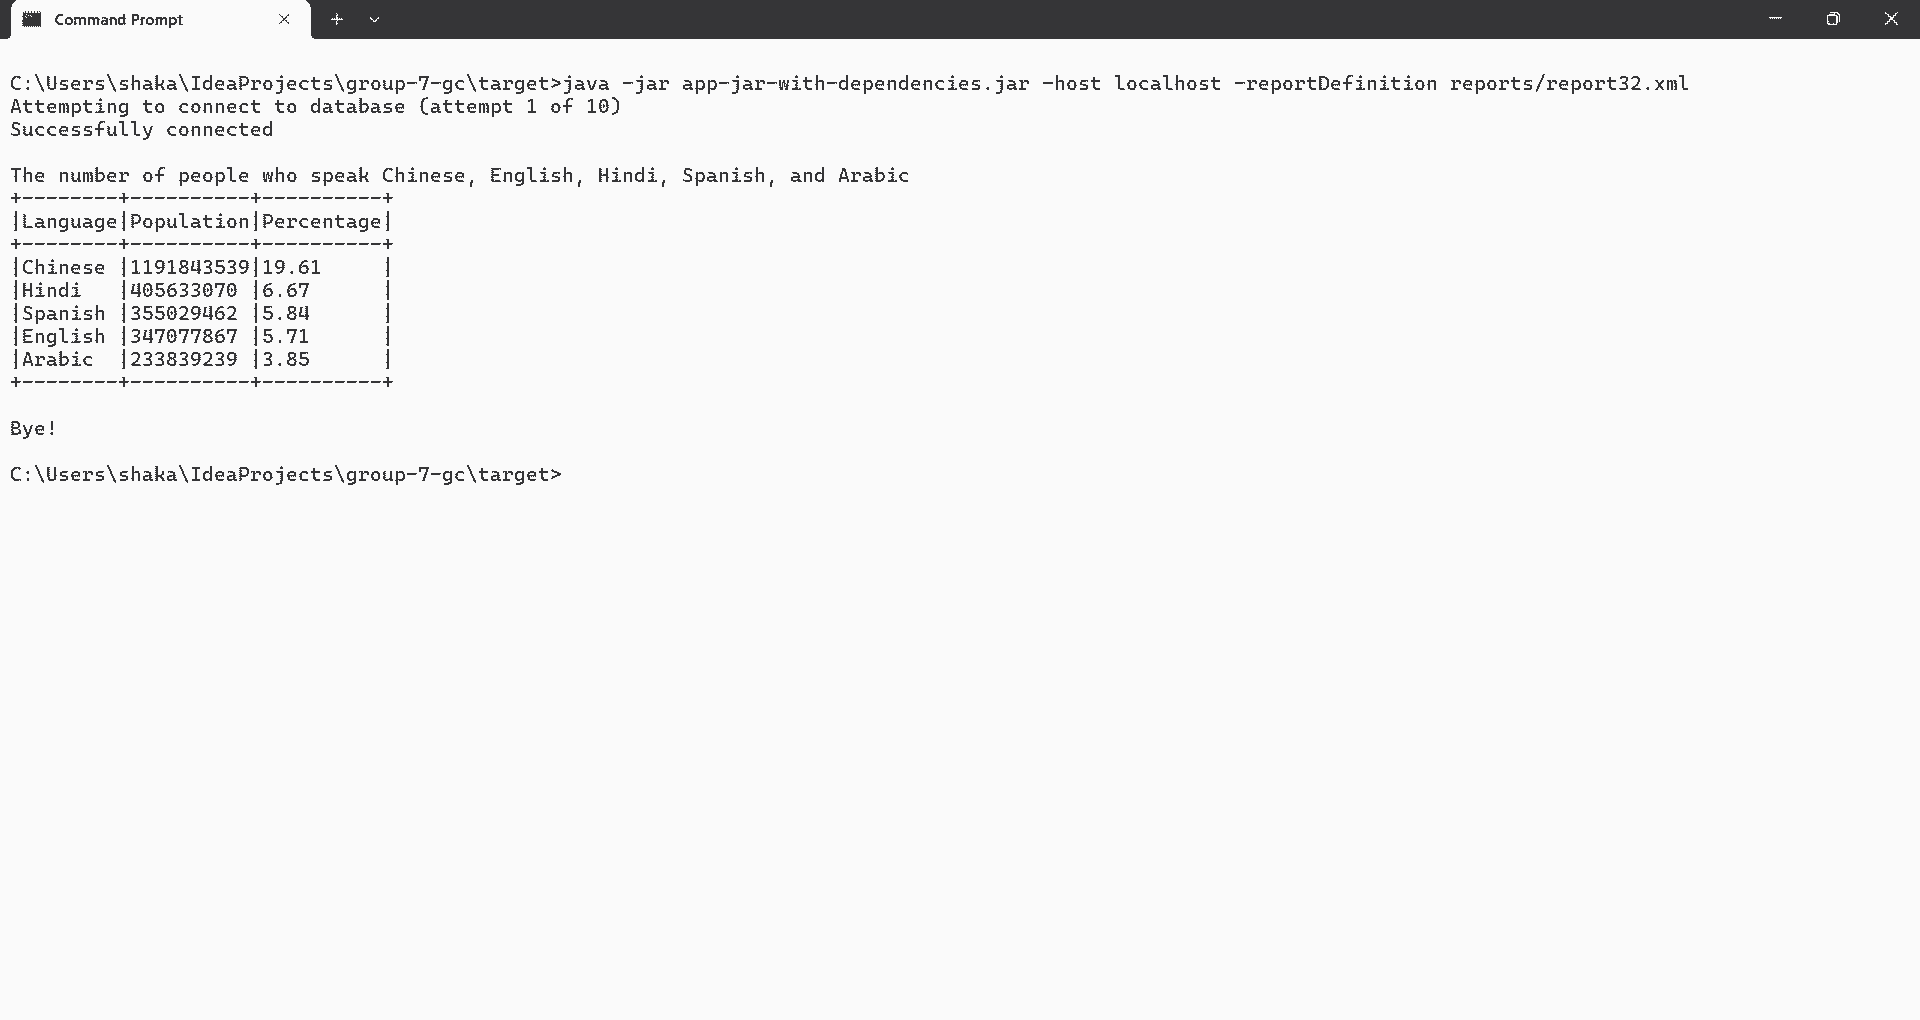 Command Prompt
C:\Users\shaka\IdeaProjects\group-7-gc\target>java -jar app-jar-with-dependencies.jar -host localhost -reportDefinition reports/report32.xml
Attempting to connect to database (attempt 1 of 10)
Successfully connected
The number of people who speak Chinese, English, Hindi, Spanish, and Arabic
+--------+----------+----------+
|Language|Population|Percentage|
+--------+----------+----------+
|Chinese |1191843539|19.61     |
|Hindi   |405633070 |6.67      |
|Spanish |355029462 |5.84      |
|English |347077867 |5.71      |
|Arabic  |233839239 |3.85      |
+--------+----------+----------+
Bye!
C:\Users\shaka\IdeaProjects\group-7-gc\target>